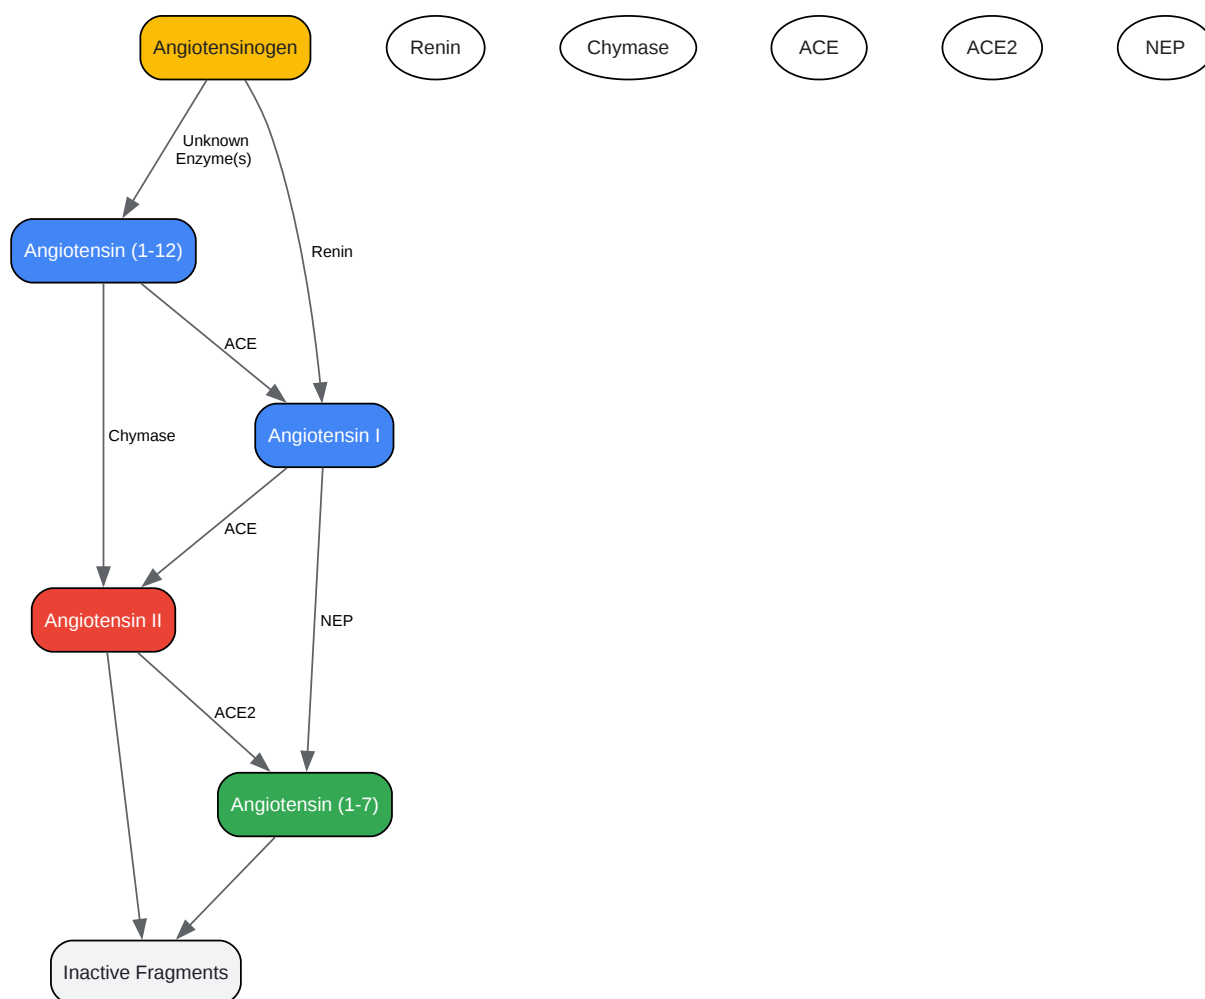 Angiotensinogen
Renin
Chymase
ACE
ACE2
NEP
Unknown
Enzyme(s)
Angiotensin (1-12)
Renin
ACE
Chymase
Angiotensin I
ACE
Angiotensin II
NEP
ACE2
Angiotensin (1-7)
Inactive Fragments